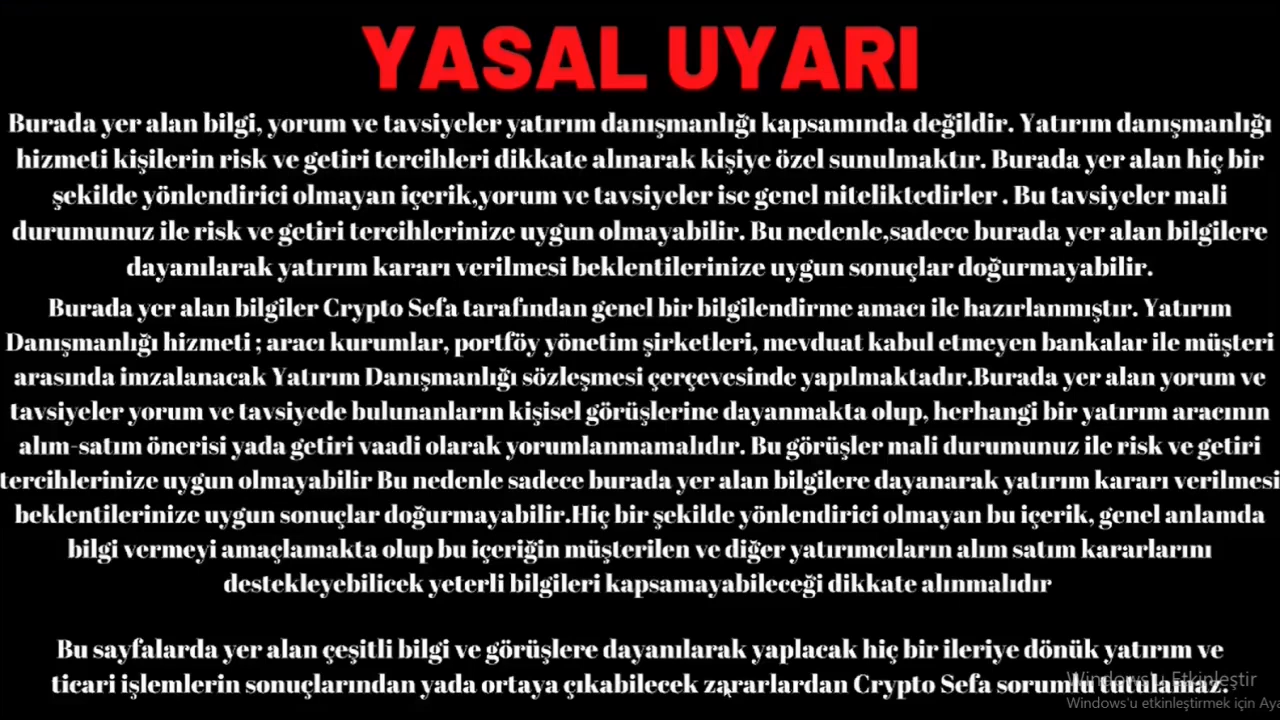 YASAL UYARI
Burada yer alan bilgi, yorum ve tavsiyeler yatırım danışmanlığı kapsamında değildir. Yatırım danışmanlığı
hizmeti kişilerin risk ve getiri tercihleri dikkate alınarak kişiye özel sunulmaktır. Burada yer alan hiç bir
şekilde yönlendirici olmayan içerik,yorum ve tavsiyeler ise genel niteliktedirler . Bu tavsiyeler mali
durumunuz ile risk ve getiri tercihlerinize uygun olmayabilir. Bu nedenle,sadece burada yer alan bilgilere
dayanılarak yatırım kararı verilmesi beklentilerinize uygun sonuçlar doğurmayabilir.
Burada yer alan bilgiler Crypto Sefa tarafından genel bir bilgilendirme amacı ile hazırlanmıştır. Yatırım
Danışmanlığı hizmeti ; aracı kurumlar, portföy yönetim şirketleri, mevduat kabul etmeyen bankalar ile müşteri
arasında imzalanacak Yatırım Danışmanlığı sözleşmesi çerçevesinde yapılmaktadır.Burada yer alan yorum ve
tavsiyeler yorum ve tavsiyede bulunanların kişisel görüşlerine dayanmakta olup, herhangi bir yatırım aracının
alım-satım önerisi yada getiri vaadi olarak yorumlanmamalıdır. Bu görüşler mali durumunuz ile risk ve getiri
tercihlerinize uygun olmayabilir Bu nedenle sadece burada yer alan bilgilere dayanarak yatırım kararı verilmesi
beklentilerinize uygun sonuçlar doğurmayabilir.Hiç bir şekilde yönlendirici olmayan bu içerik, genel anlamda
bilgi vermeyi amaçlamakta olup bu içeriğin müşterilen ve diğer yatırımcıların alım satım kararlarını
destekleyebilicek yeterli bilgileri kapsamayabileceği dikkate alınmalıdır
Bu sayfalarda yer alan çeşitli bilgi ve görüşlere dayanılarak yaplacak hiç bir ileriye dönük yatırım ve
ticari işlemlerin sonuçlarından yada ortaya çıkabilecek zararlardan Crypto Sefa sorumlu tutulamaz.
Windows'u Etkinleştir
Windows'u etkinleştirmek için Aya